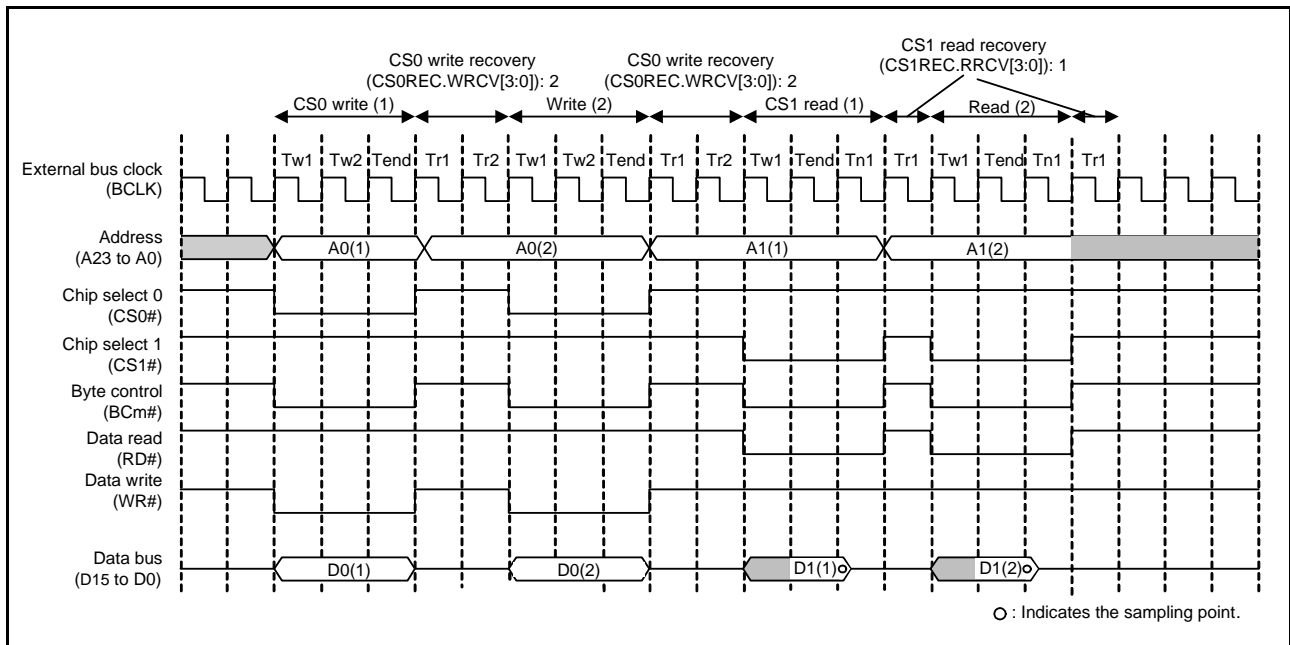 CS0 write recovery
(CS0REC.WRCV[3:0]): 2
CS0 write recovery
(CS0REC.WRCV[3:0]): 2
CS1 read recovery
(CS1REC.RRCV[3:0]): 1
CS0 write (1)
Write (2)
CS1 read (1)
Read (2)
Tw1 Tw2 Tend Tr1 Tr2 Tw1 Tw2 Tend Tr1 Tr2 Tw1 Tend Tn1 Tr1 Tw1 Tend Tn1 Tr1
External bus clock
(BCLK)
Address
(A23 to A0)
A0(1) A0(2) A1(1) A1(2)
Chip select 0
(CS0#)
Chip select 1
(CS1#)
Byte control
(BCm#)
Data read
(RD#)
Data write
(WR#)
Data bus
(D15 to D0)
D0(1) D0(2) D1(1) D1(2)
: Indicates the sampling point.